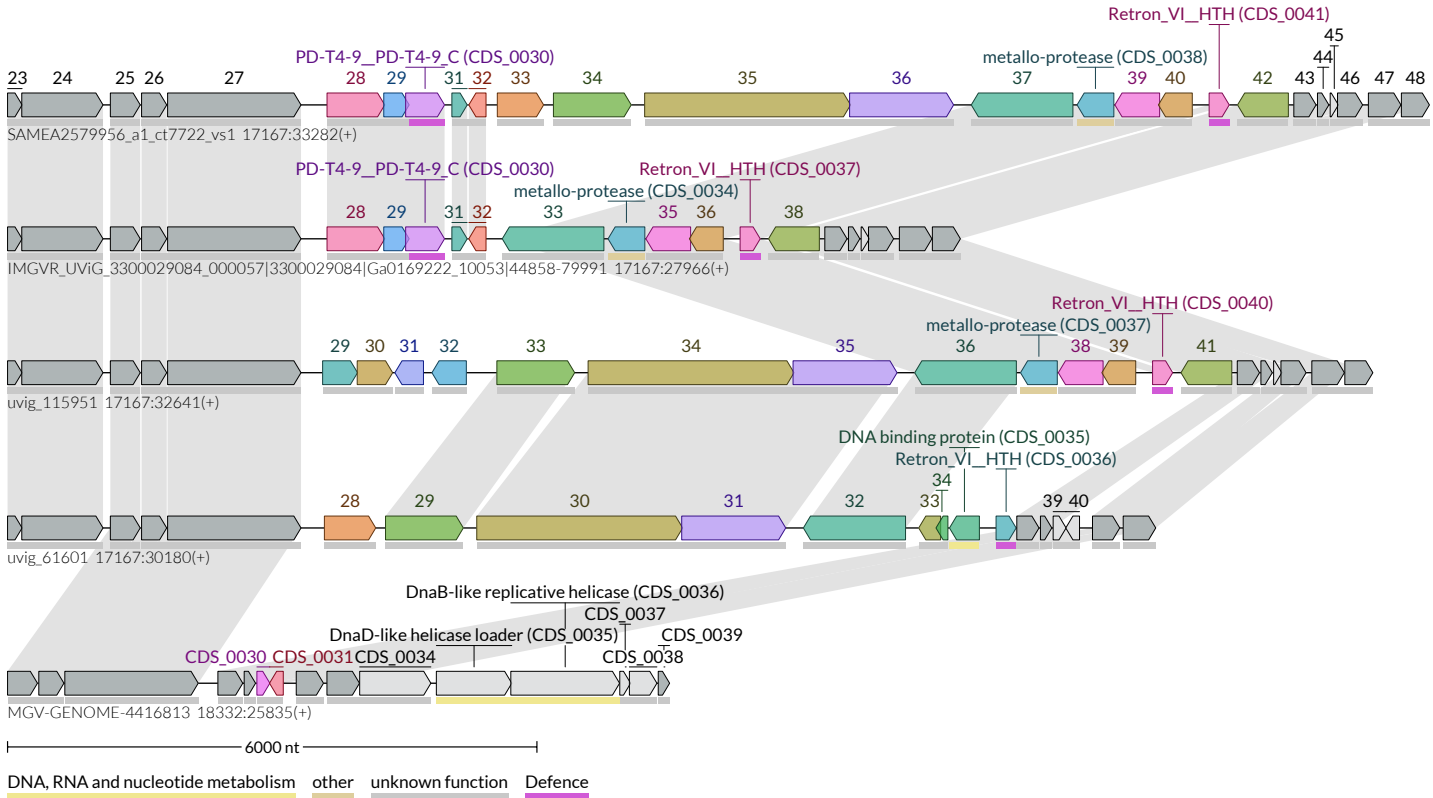 Retron_VI__HTH (CDS_0041)
45
PD-T4-9__PD-T4-9_C (CDS_0030) metallo-protease (CDS_0038) 44
23 24 25 26 27 28 29 31 32 33 34 35 36 37 39 40 42 43 46 47 48
SAMEA2579956_a1_ct7722_vs1 17167:33282(+)
PD-T4-9__PD-T4-9_C (CDS_0030) Retron_VI__HTH (CDS_0037)
metallo-protease (CDS_0034)
28 29 31 32 33 35 36 38
IMGVR_UViG_3300029084_000057|3300029084|Ga0169222_10053|44858-79991 17167:27966(+)
Retron_VI__HTH (CDS_0040)
metallo-protease (CDS_0037)
29 30 31 32 33 34 35 36 38 39 41
uvig_115951 17167:32641(+)
DNA binding protein (CDS_0035)
Retron_VI__HTH (CDS_0036)
34
28 29 30 31 32 33 39 40
uvig_61601 17167:30180(+)
DnaB-like replicative helicase (CDS_0036)
CDS_0037
DnaD-like helicase loader (CDS_0035) CDS_0039
CDS_0030 CDS_0031 CDS_0034 CDS_0038
MGV-GENOME-4416813 18332:25835(+)
6000 nt
DNA, RNA and nucleotide metabolism other unknown function Defence